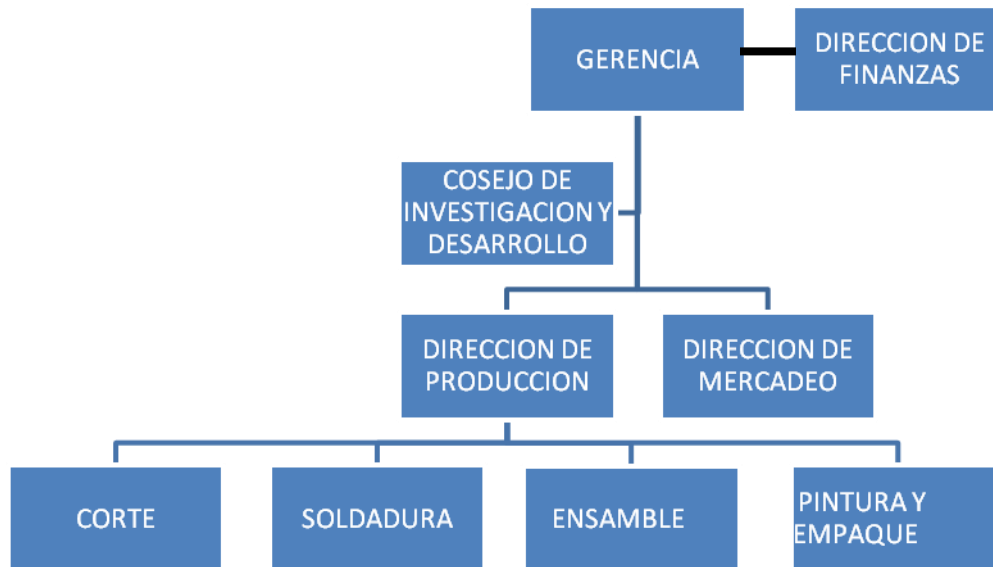 GERENCIA
DIRECCION DE
FINANZAS
COSEJO DE
INVESTIGACION Y
DESARROLLO
DIRECCION DE
PRODUCCION
DIRECCION DE
MERCADEO
CORTE
SOLDADURA
ENSAMBLE
PINTURA Y
EMPAQUE